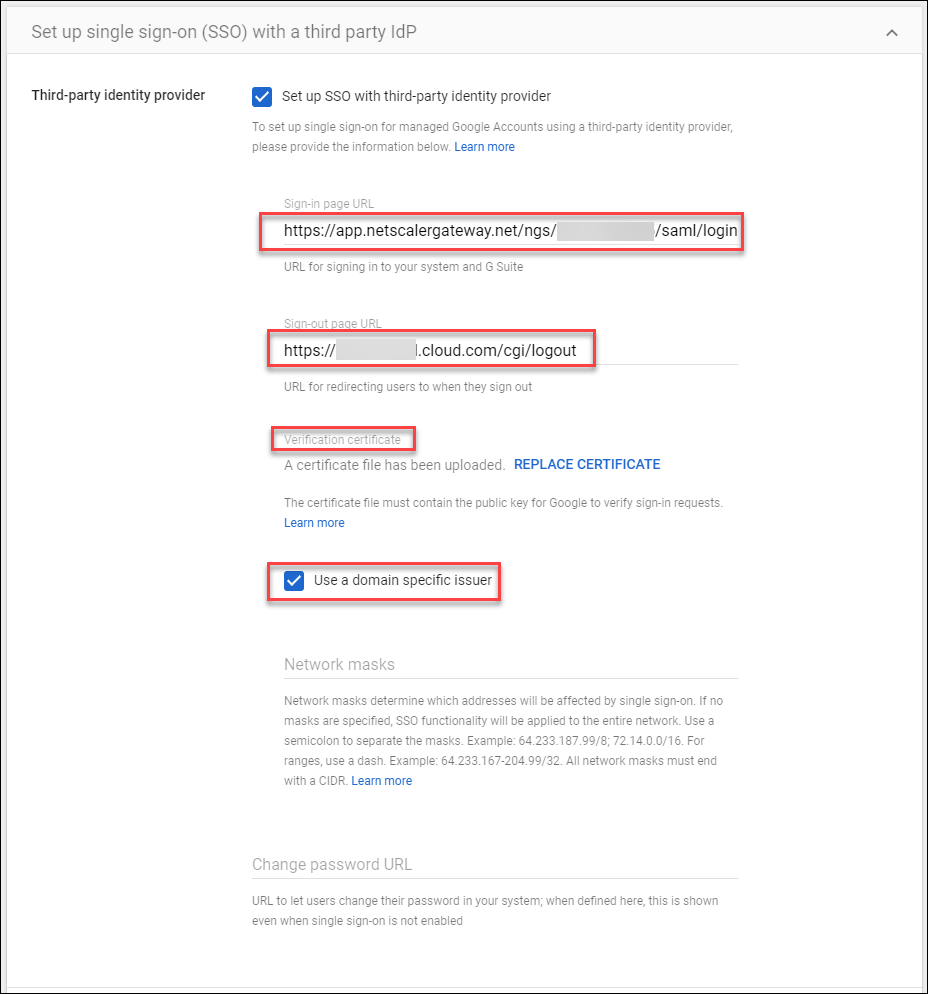 Set up single sign-on (SSO) with a third party IdP
Third-party identity provider
Set up SSO with third-party identity provider
To set up single sign-on for managed Google Accounts using a third-party identity provider,
please provide the information below. Learn more
Sign-in page URL
https://app.netscalergateway.net/ngs/ /saml/login
URL for signing in to your system and G Suite
Sign-out page URL
https:// .cloud.com/cgi/logout
URL for redirecting users to when they sign out
Verification certificate
A certificate file has been uploaded. REPLACE CERTIFICATE
The certificate file must contain the public key for Google to verify sign-in requests.
Learn more
Use a domain specific issuer
Network masks
Network masks determine which addresses will be affected by single sign-on. If no
masks are specified, SSO functionality will be applied to the entire network. Use a
semicolon to separate the masks. Example: 64.233.187.99/8; 72.14.0.0/16. For
ranges, use a dash. Example: 64.233.167-204.99/32. All network masks must end
with a CIDR. Learn more
Change password URL
URL to let users change their password in your system; when defined here, this is shown
even when single sign-on is not enabled